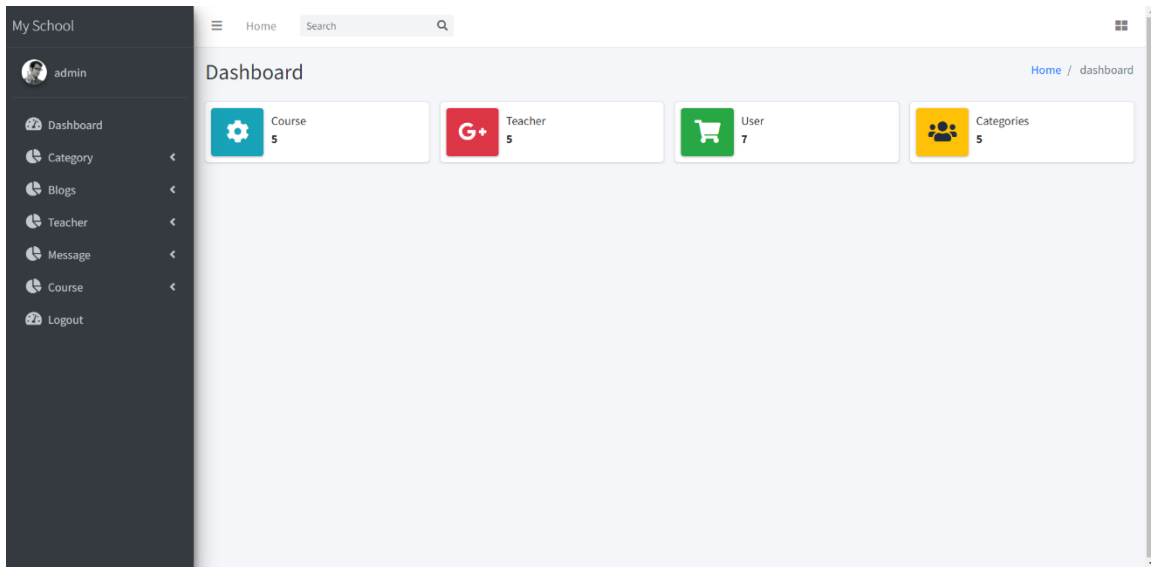 My School
Home
Search
admin
Dashboard
Home / dashboard
Dashboard
Category
Blogs
Teacher
Message
Course
Logout
Course
5
G+
Teacher
5
User
7
Categories
5